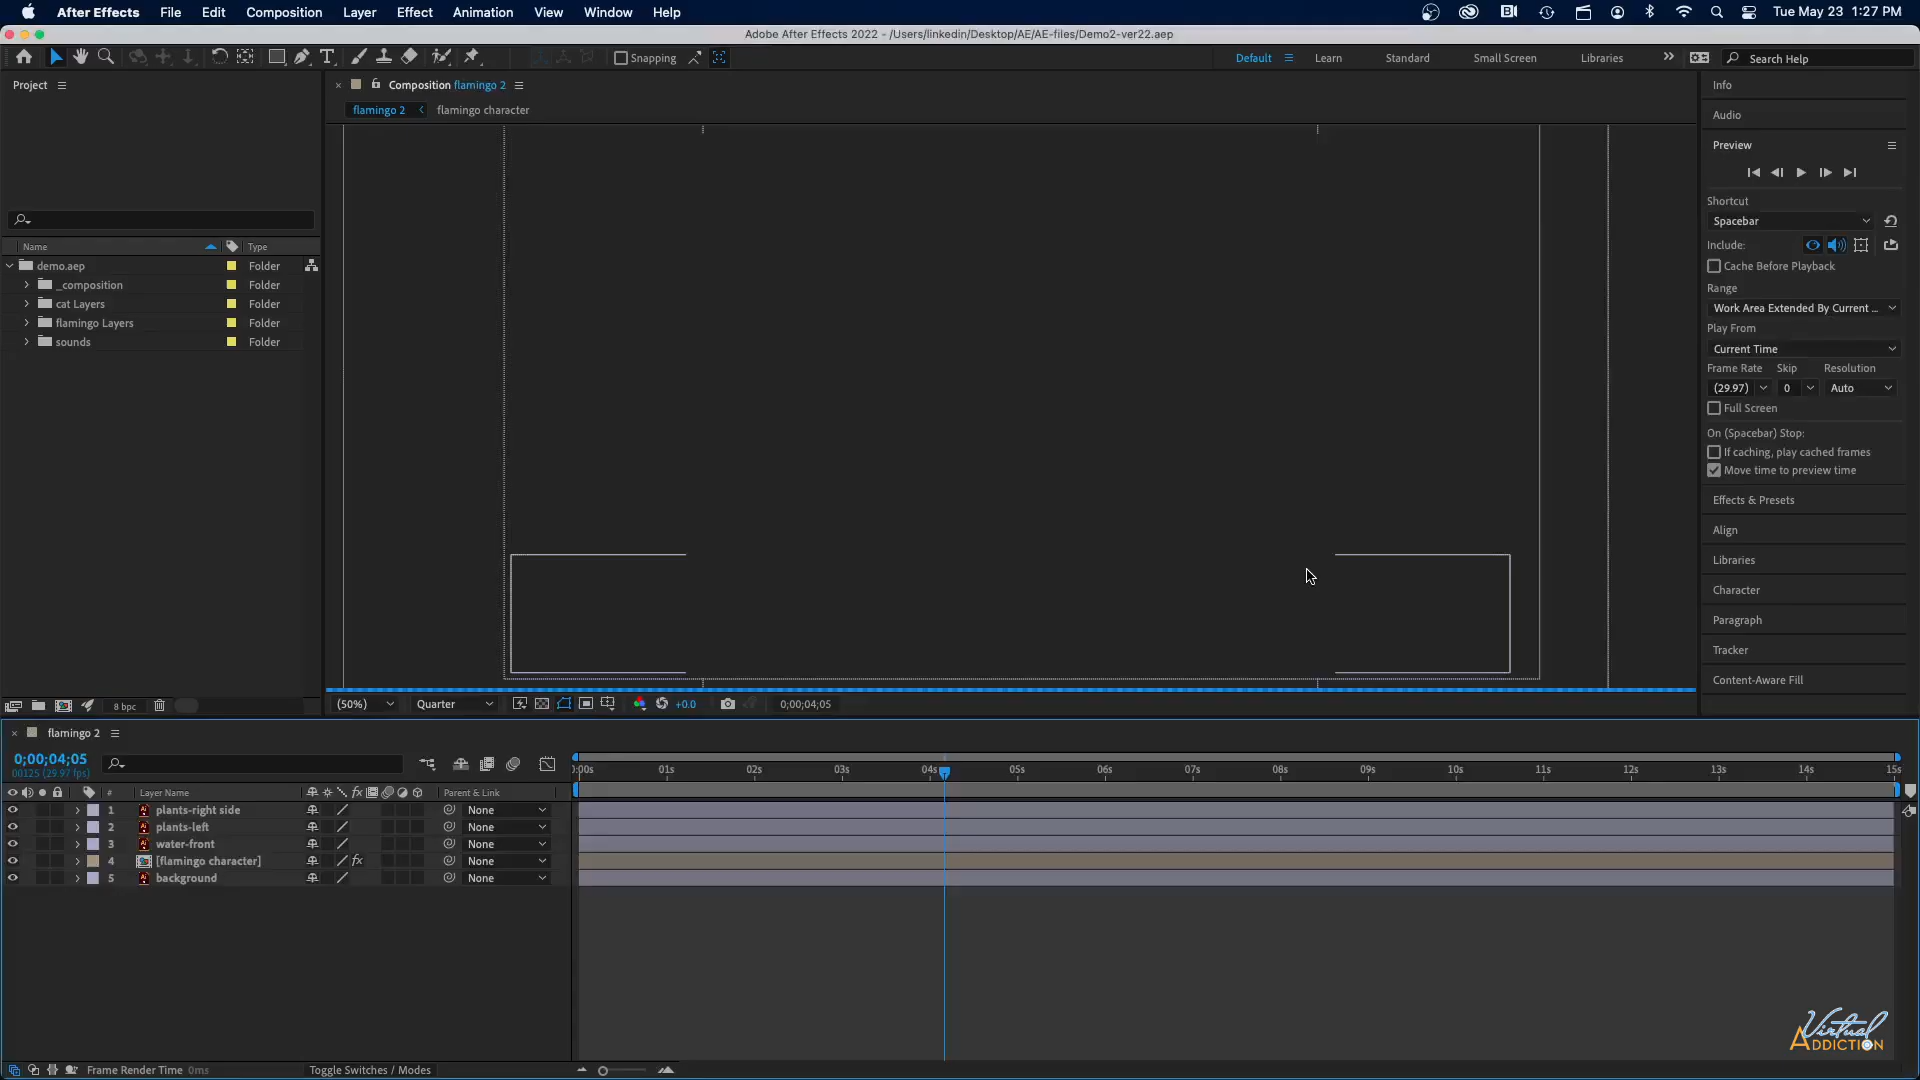 After Effects File Edit Composition Layer Effect Animation View Window Help Tue May 23 1:27 PM
Adobe After Effects 2022 - /Users/linkedin/Desktop/AE/AE-files/Demo2-ver22.aep
Snapping Default Learn Standard Small Screen Libraries Search Help
Project
Composition flamingo 2
flamingo 2 flamingo character
Name Type
demo.aep Folder
_composition Folder
cat Layers Folder
flamingo Layers Folder
sounds Folder
Info
Audio
Preview
Shortcut
Spacebar
Include:
Cache Before Playback
Range
Work Area Extended By Current ...
Play From
Current Time
Frame Rate Skip Resolution
(29.97) 0 Auto
Full Screen
On (Spacebar) Stop:
If caching, play cached frames
Move time to preview time
Effects & Presets
Align
Libraries
Character
Paragraph
Tracker
Content-Aware Fill
8 bpc
(50%) Quarter +0.0 0;00;04;05
flamingo 2
0;00;04;05
00125 (29.97 fps)
):00s 01s 02s 03s 04s 05s 06s 07s 08s 09s 10s 11s 12s 13s 14s 15s
# Layer Name fx Parent & Link
1 plants-right side None
2 plants-left None
3 water-front None
4 [flamingo character] fx None
5 background None
Frame Render Time 0ms Toggle Switches / Modes
Virtual
ADDICTION